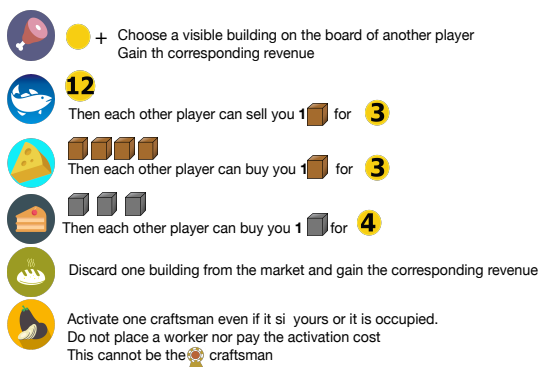 + Choose a visible building on the board of another player
Gain th corresponding revenue
12
Then each other player can sell you 1 for 3
Then each other player can buy you 1 for 3
Then each other player can buy you 1 for 4
Discard one building from the market and gain the corresponding revenue
Activate one craftsman even if it si yours or it is occupied.
Do not place a worker nor pay the activation cost
This cannot be the craftsman